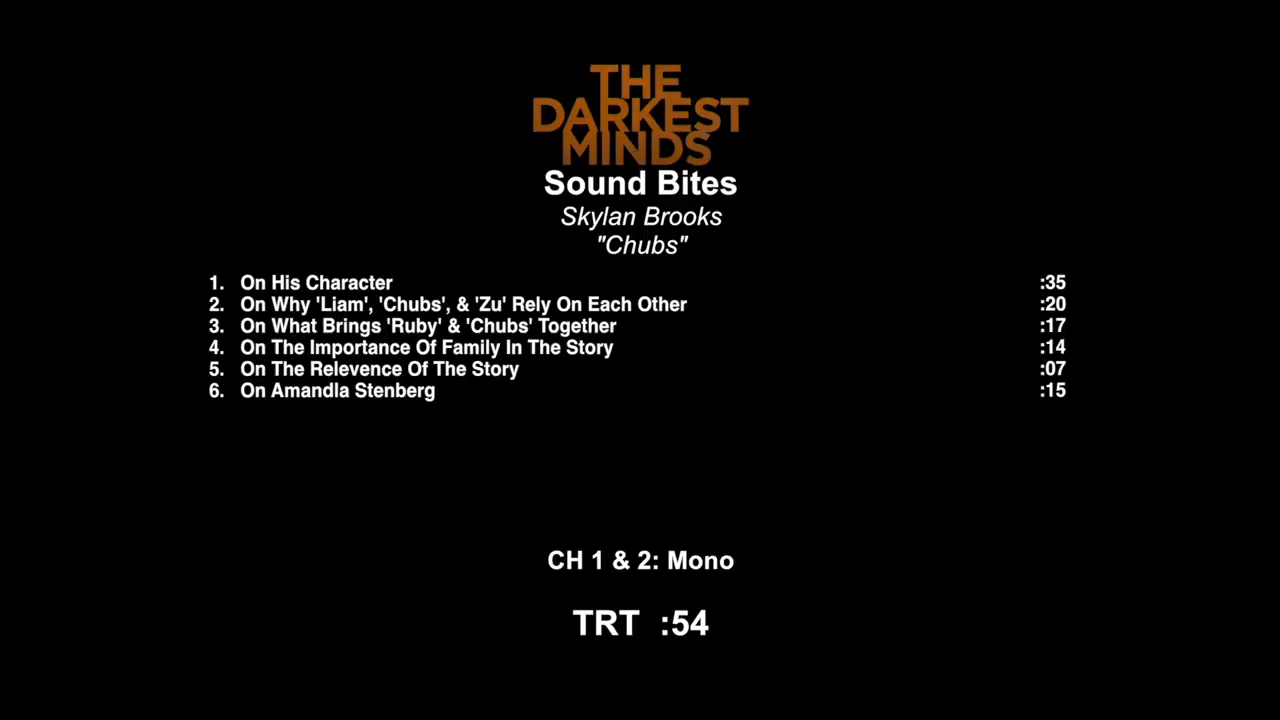 THE
DARKEST
MINDS
Sound Bites
Skylan Brooks
"Chubs"
1. On His Character :35
2. On Why 'Liam', 'Chubs', & 'Zu' Rely On Each Other :20
3. On What Brings 'Ruby' & 'Chubs' Together :17
4. On The Importance Of Family In The Story :14
5. On The Relevence Of The Story :07
6. On Amandla Stenberg :15
CH 1 & 2: Mono
TRT :54